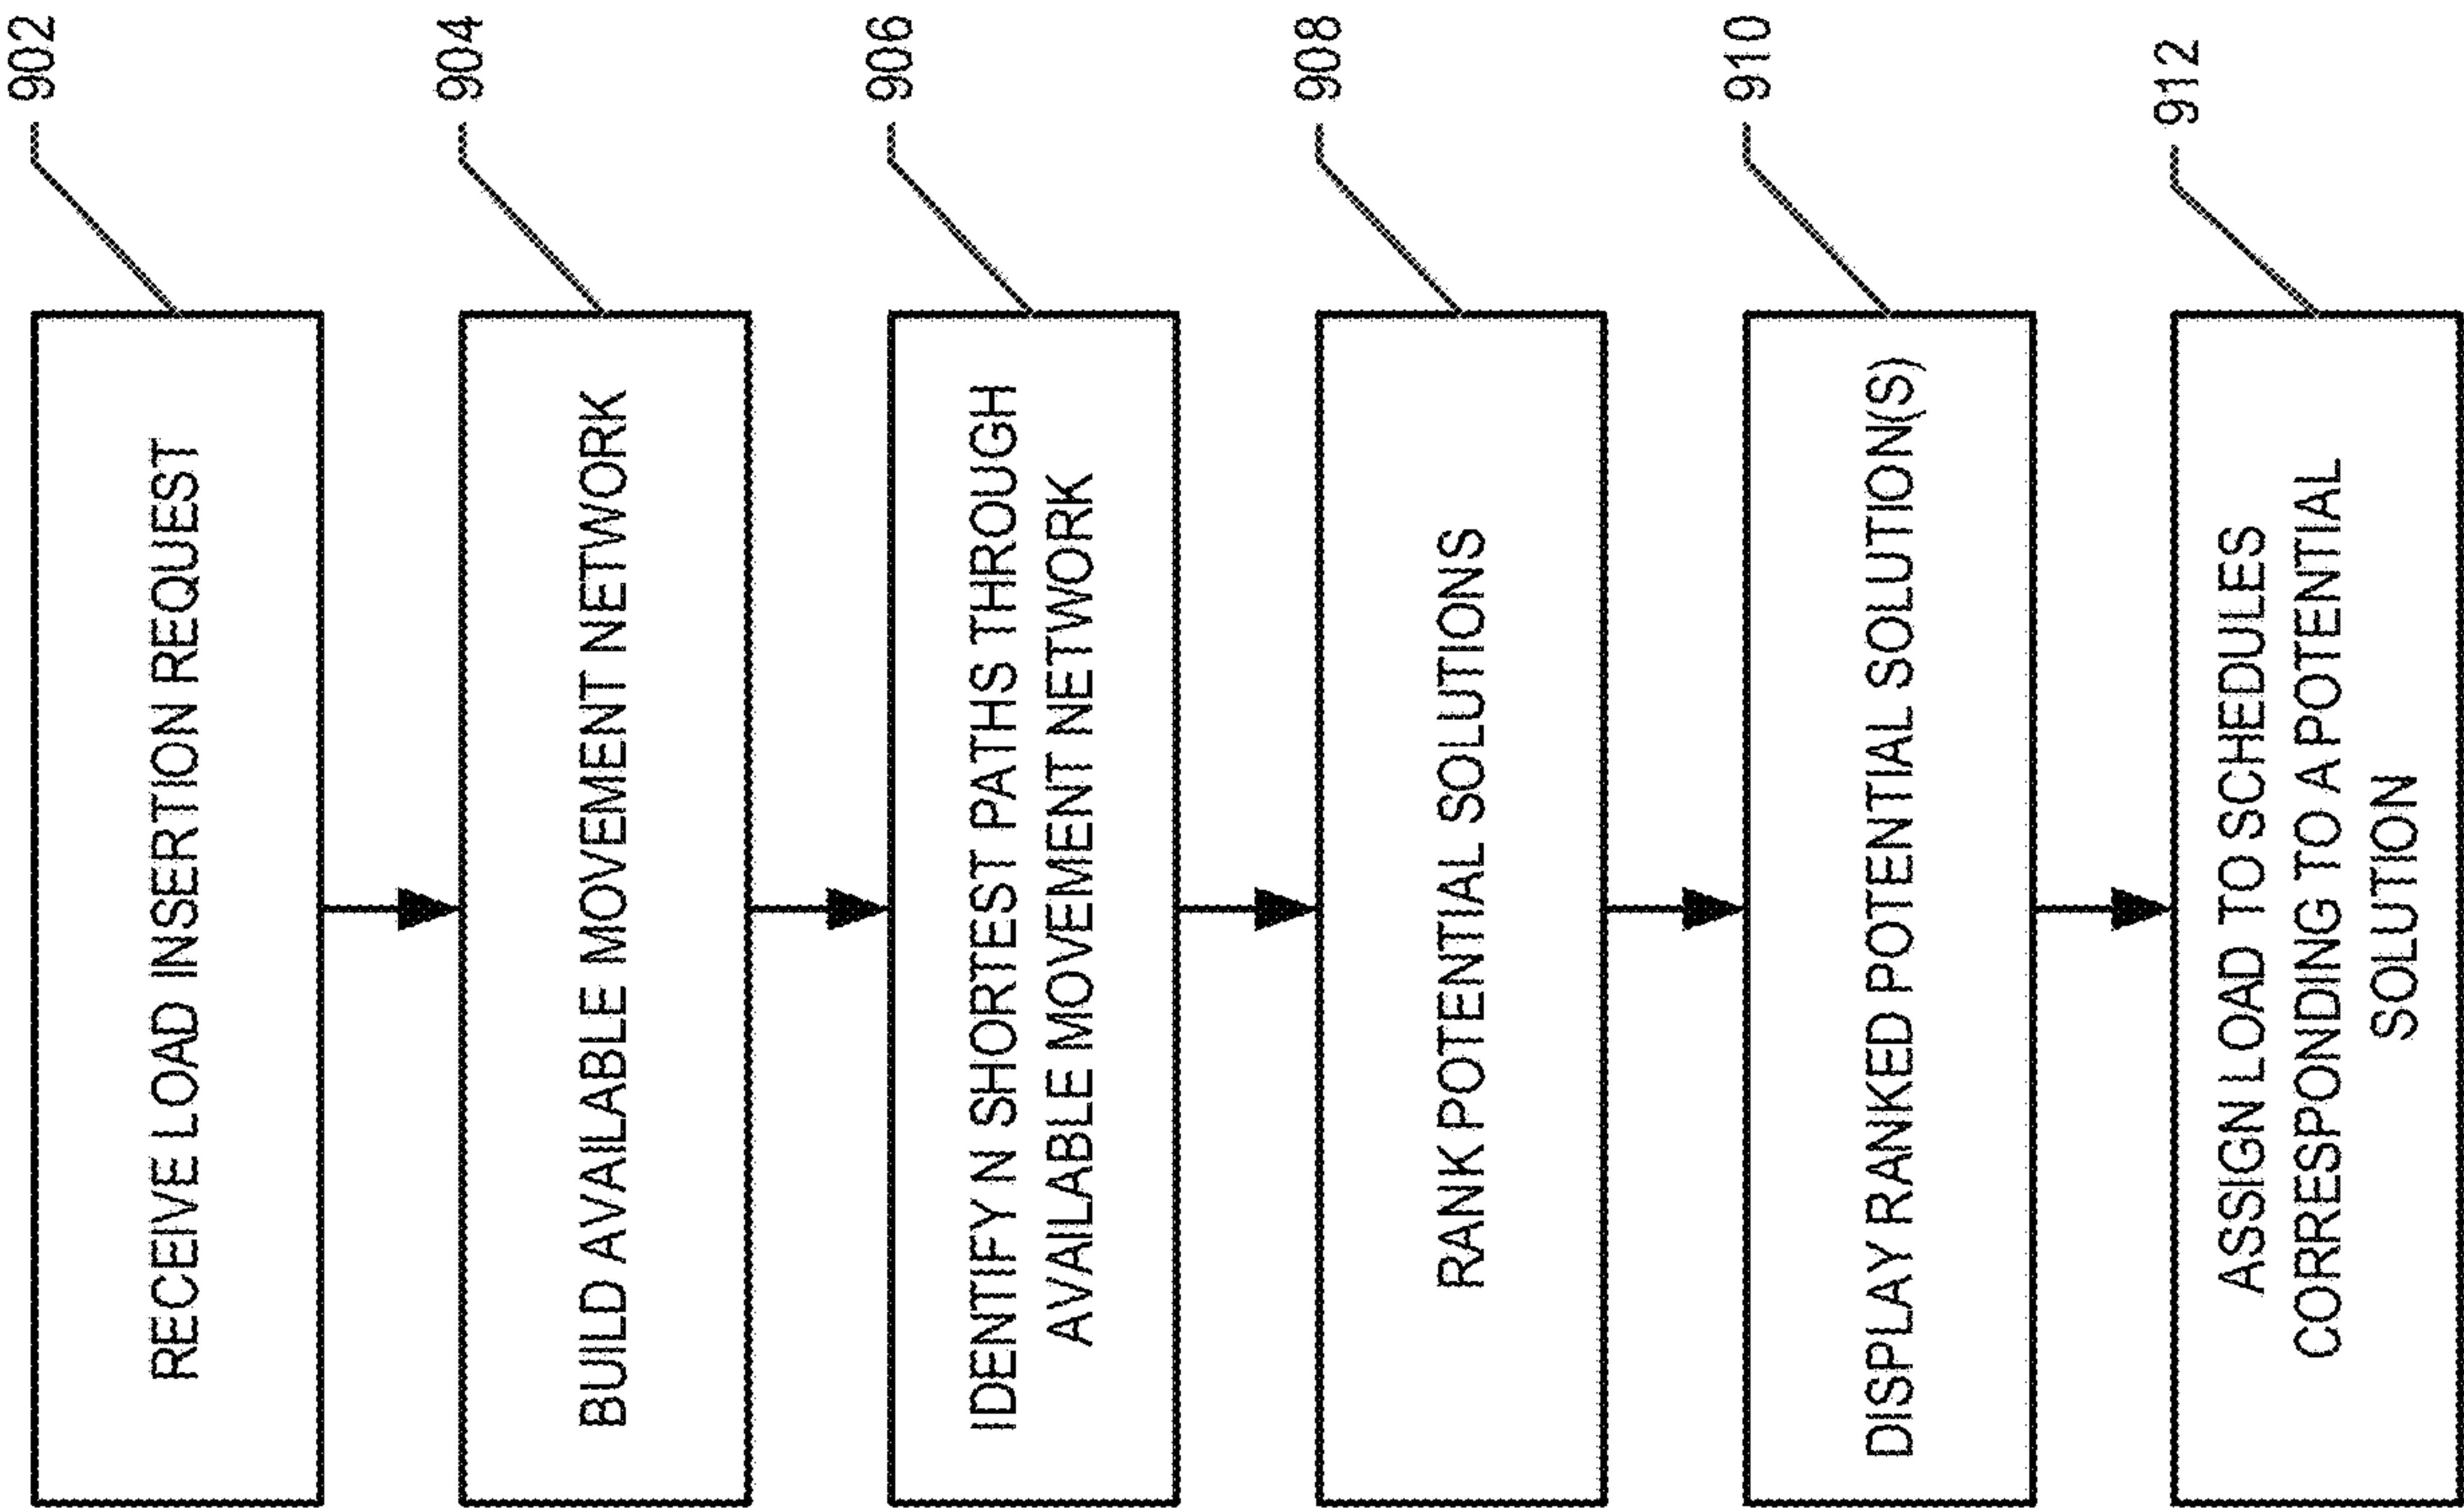 RECEIVE LOAD INSERTION REQUEST
902
BUILD AVAILABLE MOVEMENT NETWORK
904
IDENTIFY N SHORTEST PATHS THROUGH
AVAILABLE MOVEMENT NETWORK
906
RANK POTENTIAL SOLUTIONS
908
DISPLAY RANKED POTENTIAL SOLUTION(S)
910
ASSIGN LOAD TO SCHEDULES
CORRESPONDING TO A POTENTIAL
SOLUTION
912